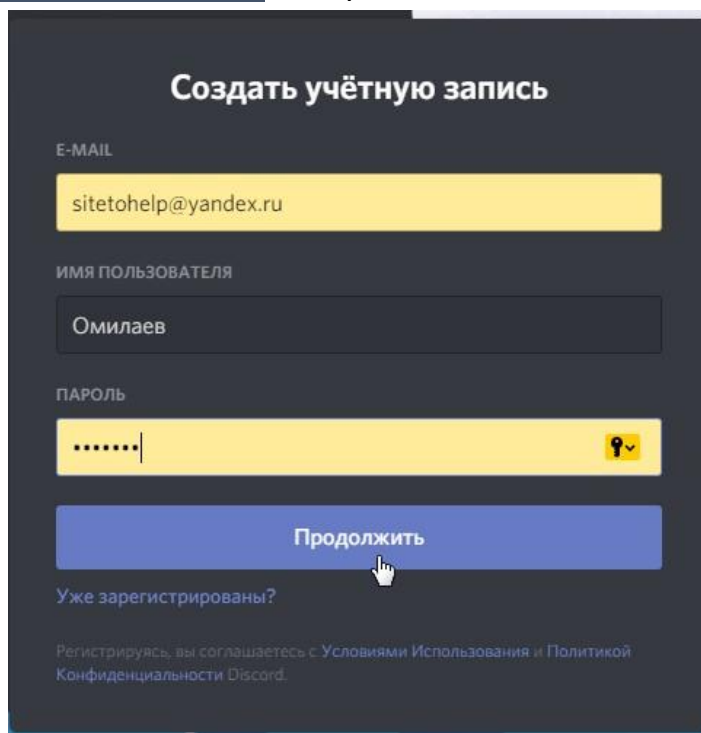 Создать учётную запись
E-MAIL
sitetohelp@yandex.ru
ИМЯ ПОЛЬЗОВАТЕЛЯ
Омилаев
ПАРОЛЬ
•••••••
Продолжить
Уже зарегистрированы?
Регистрируясь, вы соглашаетесь с Условиями Использования и Политикой
Конфиденциальности Discord.